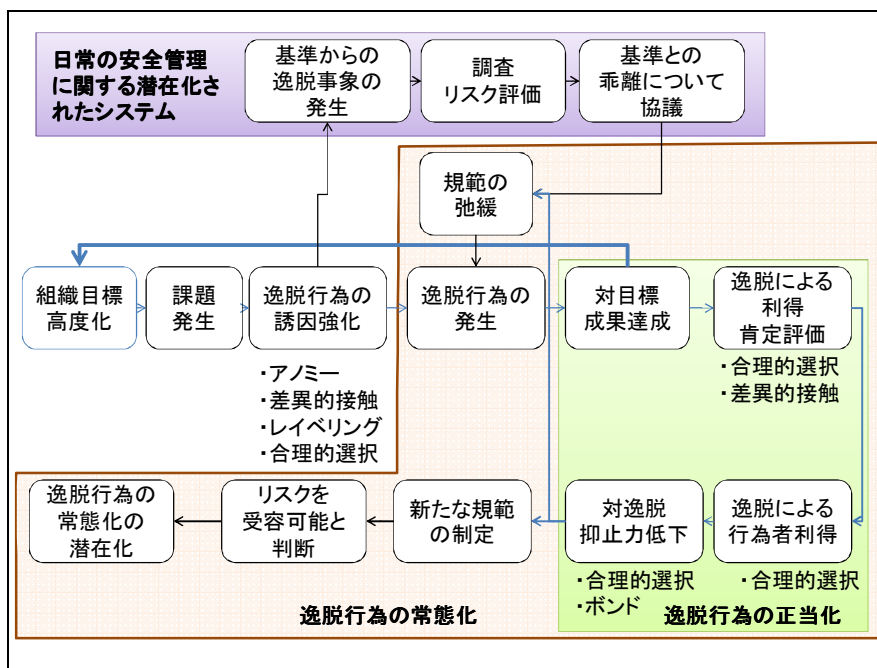 日常の安全管理
に関する潜在化さ
れたシステム
基準からの
逸脱事象の
発生
調査
リスク評価
基準との
乖離について
協議
規範の
弛緩
組織目標
高度化
課題
発生
逸脱行為の
誘因強化
逸脱行為の
発生
対目標
成果達成
逸脱による
利得
肯定評価
・アノミー
・差異的接触
・レイベリング
・合理的選択
・合理的選択
・差異的接触
逸脱行為の
常態化の
潜在化
リスクを
受容可能と
判断
新たな規範
の制定
対逸脱
抑止力低下
逸脱による
行為者利得
・合理的選択
・ボンド
・合理的選択
逸脱行為の常態化
逸脱行為の正当化